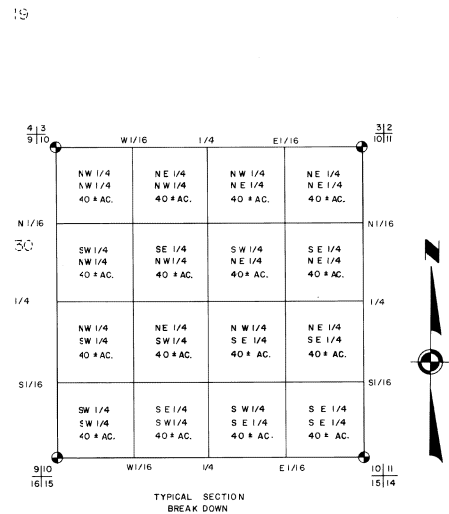 19
4 | 3
9 | 10
W 1/16 1/4 E 1/16
3 | 2
10 | 11
NW 1/4 NE 1/4 NW 1/4 NE 1/4
NW 1/4 NW 1/4 NE 1/4 NE 1/4
40 ± AC. 40 ± AC. 40 ± AC. 40 ± AC.
N 1/16 N 1/16
30
SW 1/4 SE 1/4 SW 1/4 SE 1/4
NW 1/4 NW 1/4 NE 1/4 NE 1/4
40 ± AC. 40 ± AC. 40 ± AC. 40 ± AC.
N
1/4 1/4
NW 1/4 NE 1/4 NW 1/4 NE 1/4
SW 1/4 SW 1/4 SE 1/4 SE 1/4
40 ± AC. 40 ± AC. 40 ± AC. 40 ± AC.
S 1/16 S 1/16
SW 1/4 SE 1/4 SW 1/4 SE 1/4
SW 1/4 SW 1/4 SE 1/4 SE 1/4
40 ± AC. 40 ± AC. 40 ± AC. 40 ± AC.
9 | 10
16 | 15
W 1/16 1/4 E 1/16
10 | 11
15 | 14
TYPICAL SECTION
BREAK DOWN